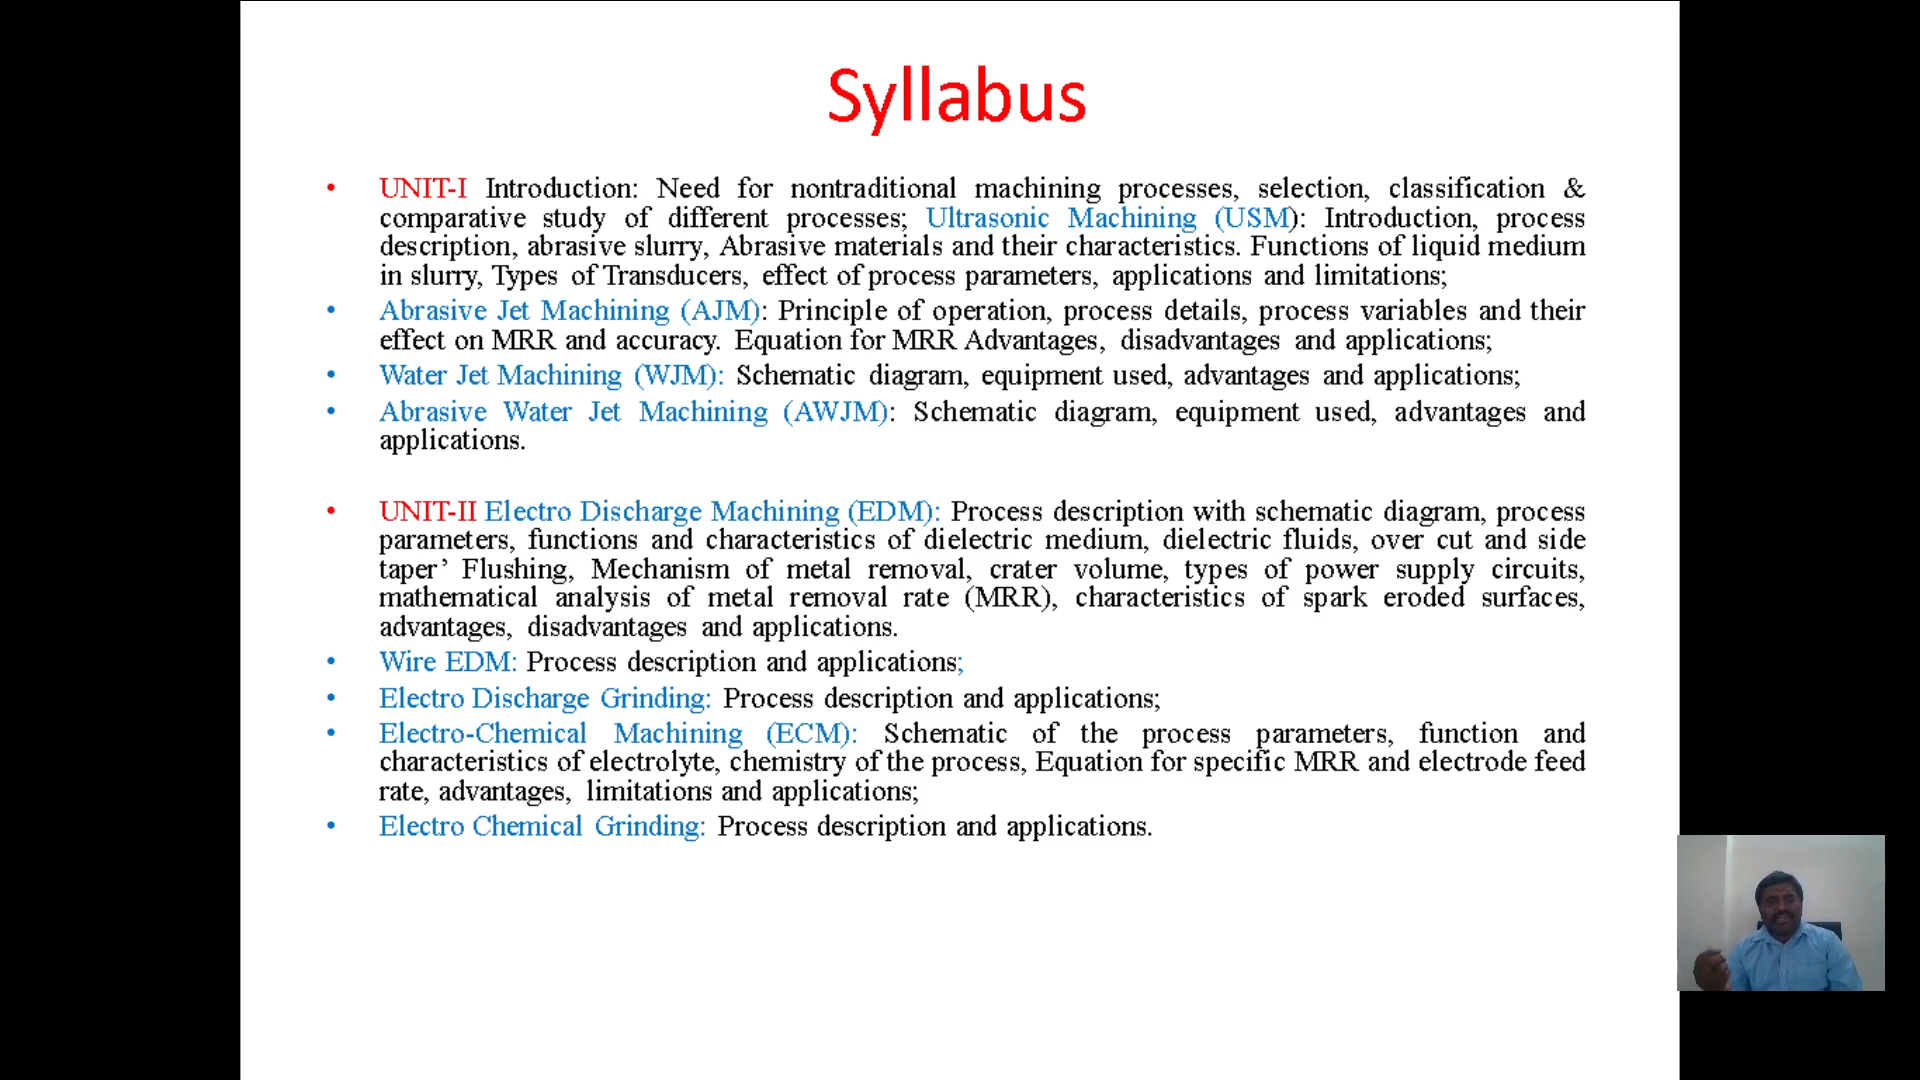 Syllabus
• UNIT-I Introduction: Need for nontraditional machining processes, selection, classification &
comparative study of different processes; Ultrasonic Machining (USM): Introduction, process
description, abrasive slurry, Abrasive materials and their characteristics. Functions of liquid medium
in slurry, Types of Transducers, effect of process parameters, applications and limitations;
• Abrasive Jet Machining (AJM): Principle of operation, process details, process variables and their
effect on MRR and accuracy. Equation for MRR Advantages, disadvantages and applications;
• Water Jet Machining (WJM): Schematic diagram, equipment used, advantages and applications;
• Abrasive Water Jet Machining (AWJM): Schematic diagram, equipment used, advantages and
applications.
• UNIT-II Electro Discharge Machining (EDM): Process description with schematic diagram, process
parameters, functions and characteristics of dielectric medium, dielectric fluids, over cut and side
taper’ Flushing, Mechanism of metal removal, crater volume, types of power supply circuits,
mathematical analysis of metal removal rate (MRR), characteristics of spark eroded surfaces,
advantages, disadvantages and applications.
• Wire EDM: Process description and applications;
• Electro Discharge Grinding: Process description and applications;
• Electro-Chemical Machining (ECM): Schematic of the process parameters, function and
characteristics of electrolyte, chemistry of the process, Equation for specific MRR and electrode feed
rate, advantages, limitations and applications;
• Electro Chemical Grinding: Process description and applications.